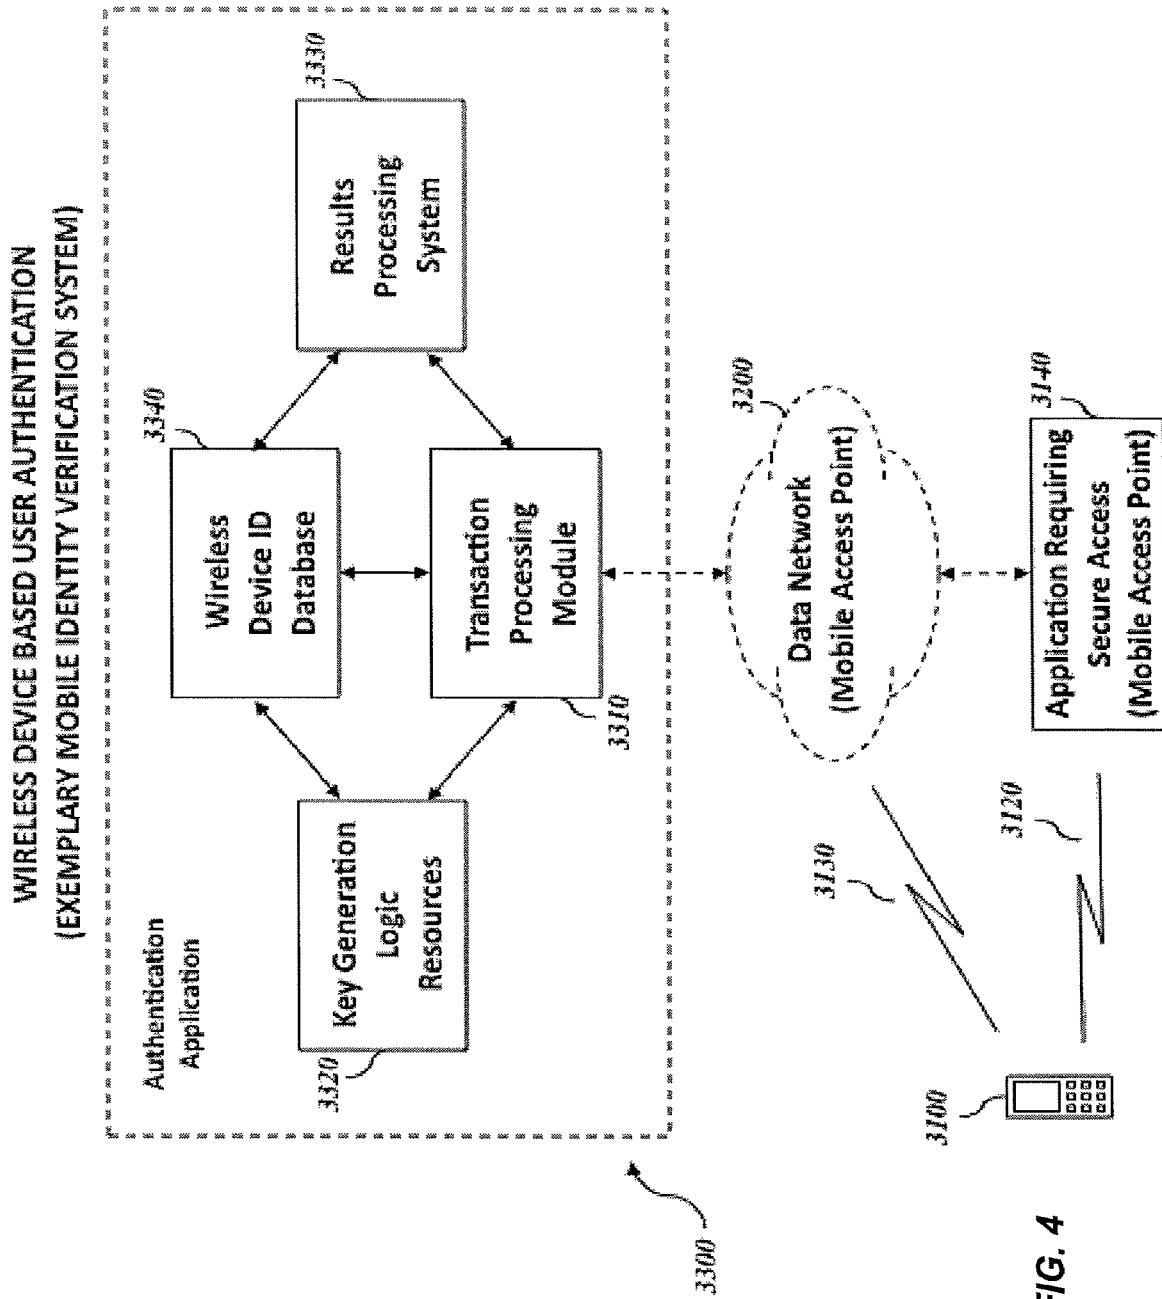 WIRELESS DEVICE BASED USER AUTHENTICATION
(EXEMPLARY MOBILE IDENTITY VERIFICATION SYSTEM)
Authentication
Application
3340
Wireless
Device ID
Database
3320
Key Generation
Logic
Resources
3330
Results
Processing
System
Transaction
Processing
Module
3310
3300
3200
Data Network
(Mobile Access Point)
3130
3100
3120
3140
Application Requiring
Secure Access
(Mobile Access Point)
FIG. 4